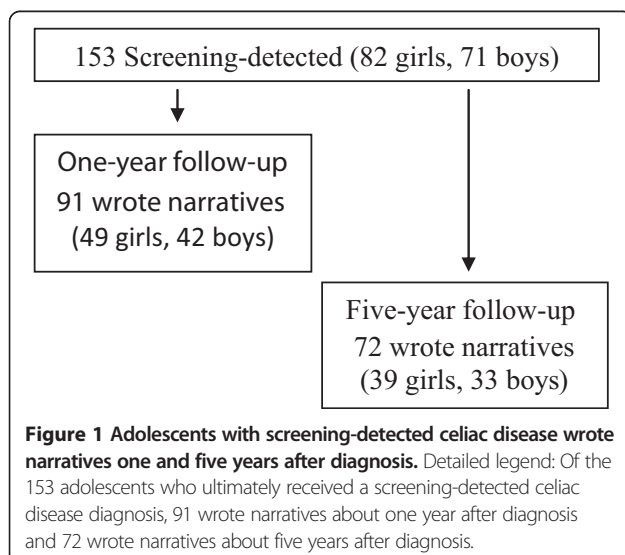 153 Screening-detected (82 girls, 71 boys)
One-year follow-up
91 wrote narratives
(49 girls, 42 boys)
Five-year follow-up
72 wrote narratives
(39 girls, 33 boys)
Figure 1 Adolescents with screening-detected celiac disease wrote
narratives one and five years after diagnosis. Detailed legend: Of the
153 adolescents who ultimately received a screening-detected celiac
disease diagnosis, 91 wrote narratives about one year after diagnosis
and 72 wrote narratives about five years after diagnosis.